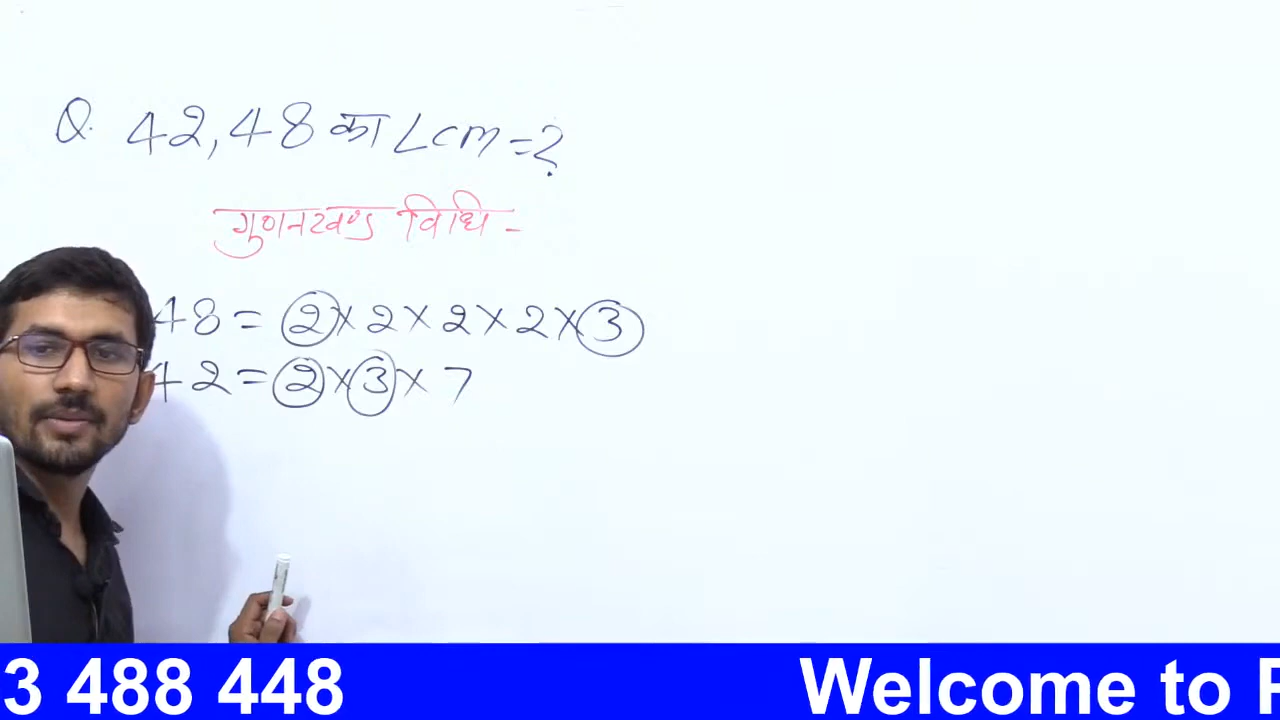 Q. 42, 48 का LCM = ?
गुणनखण्ड विधि -
48 = 2 × 2 × 2 × 2 × 3
42 = 2 × 3 × 7
3 488 448 Welcome to